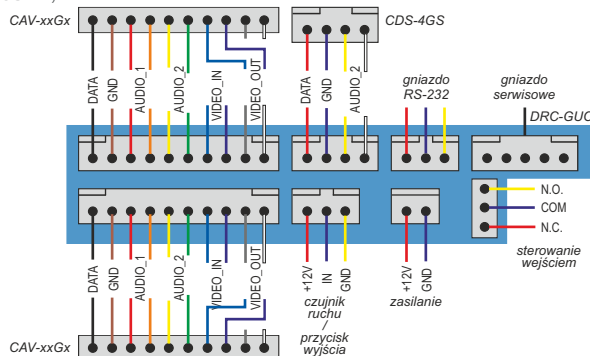 CAV-xxGx
CDS-4GS
DATA
GND
AUDIO_1
AUDIO_2
VIDEO_IN
VIDEO_OUT
DATA
GND
AUDIO_2
gniazdo
RS-232
gniazdo
serwisowe
DRC-GUC
N.O.
COM
N.C.
sterowanie
wejściem
DATA
GND
AUDIO_1
AUDIO_2
VIDEO_IN
VIDEO_OUT
+12V
IN
GND
czujnik
ruchu
/
przycisk
wyjścia
+12V
GND
zasilanie
CAV-xxGx